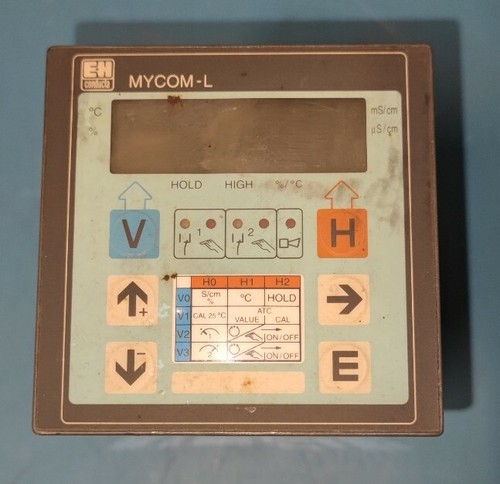 E+H
conducta
MYCOM-L
°C
mS/cm
µS/cm
HOLD HIGH %/°C
V 1 2 H
+
H0 H1 H2
V0 S/cm % °C HOLD
V1 CAL 25 °C ATC VALUE CAL
V2 ON/OFF
V3 ON/OFF
-
E